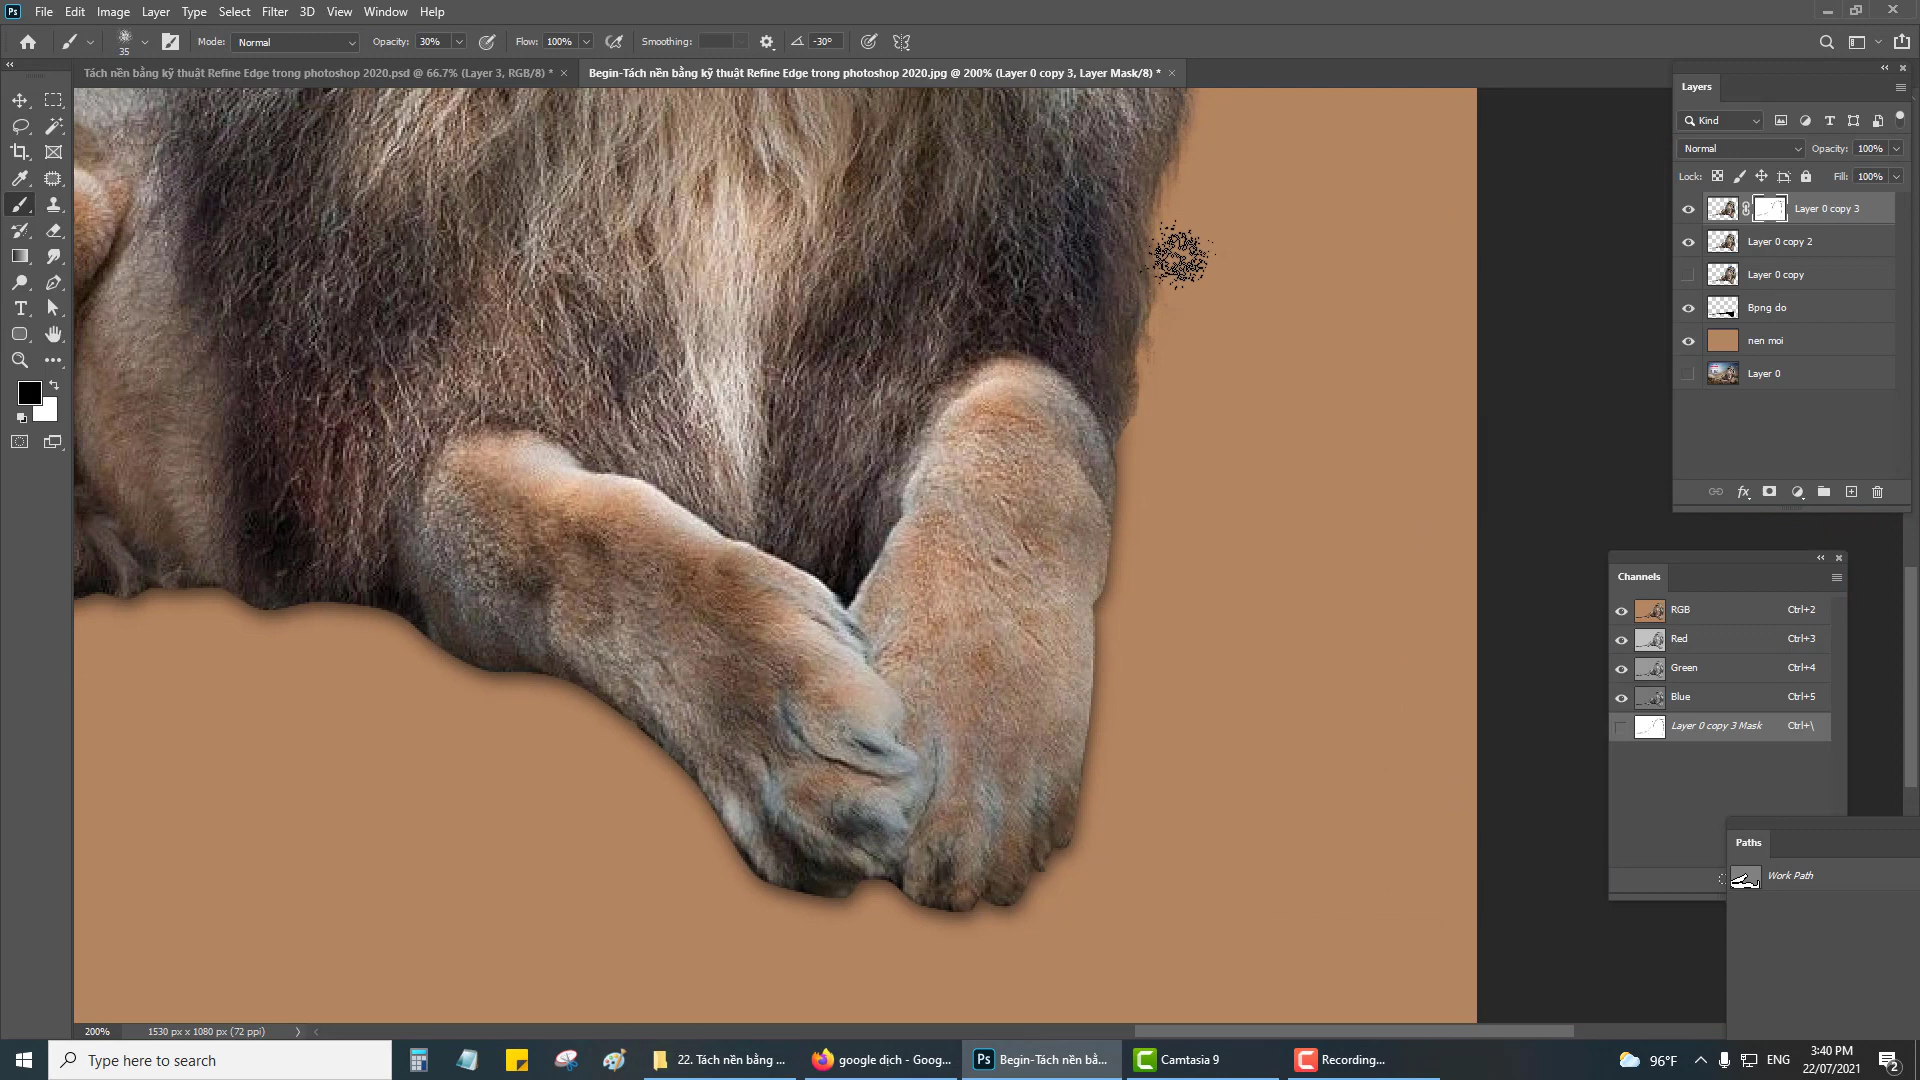 Ps File Edit Image Layer Type Select Filter 3D View Window Help
35 Mode: Normal Opacity: 30% Flow: 100% Smoothing: -30°
Tách nền bằng kỹ thuật Refine Edge trong photoshop 2020.psd @ 66.7% (Layer 3, RGB/8) *
Begin-Tách nền bằng kỹ thuật Refine Edge trong photoshop 2020.jpg @ 200% (Layer 0 copy 3, Layer Mask/8) *
Layers
Kind
Normal Opacity: 100%
Lock: Fill: 100%
Layer 0 copy 3
Layer 0 copy 2
Layer 0 copy
Bpng do
nen moi
Layer 0
fx
Channels
RGB Ctrl+2
Red Ctrl+3
Green Ctrl+4
Blue Ctrl+5
Layer 0 copy 3 Mask Ctrl+\
Paths
Work Path
200% 1530 px x 1080 px (72 ppi)
Type here to search
22. Tách nền bằng ...
google dịch - Goog...
Ps Begin-Tách nền bằ...
Camtasia 9
Recording...
96°F
ENG
3:40 PM
22/07/2021
2